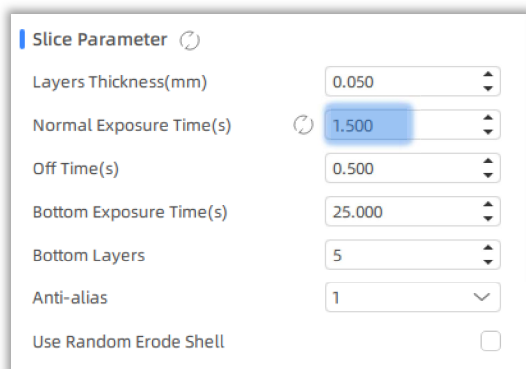 Slice Parameter
Layers Thickness(mm) 0.050
Normal Exposure Time(s) 1.500
Off Time(s) 0.500
Bottom Exposure Time(s) 25.000
Bottom Layers 5
Anti-alias 1
Use Random Erode Shell